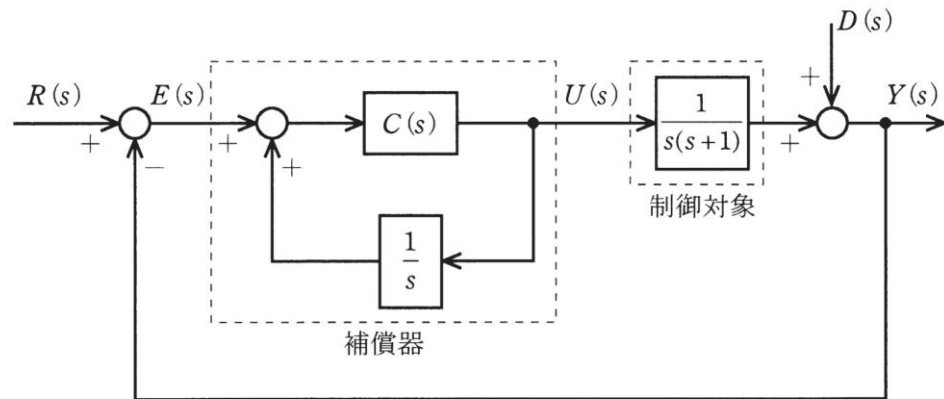 D(s)
R(s)
E(s)
U(s)
Y(s)
+
−
+
+
C(s)
1
s(s+1)
+
+
制御対象
1
s
補償器